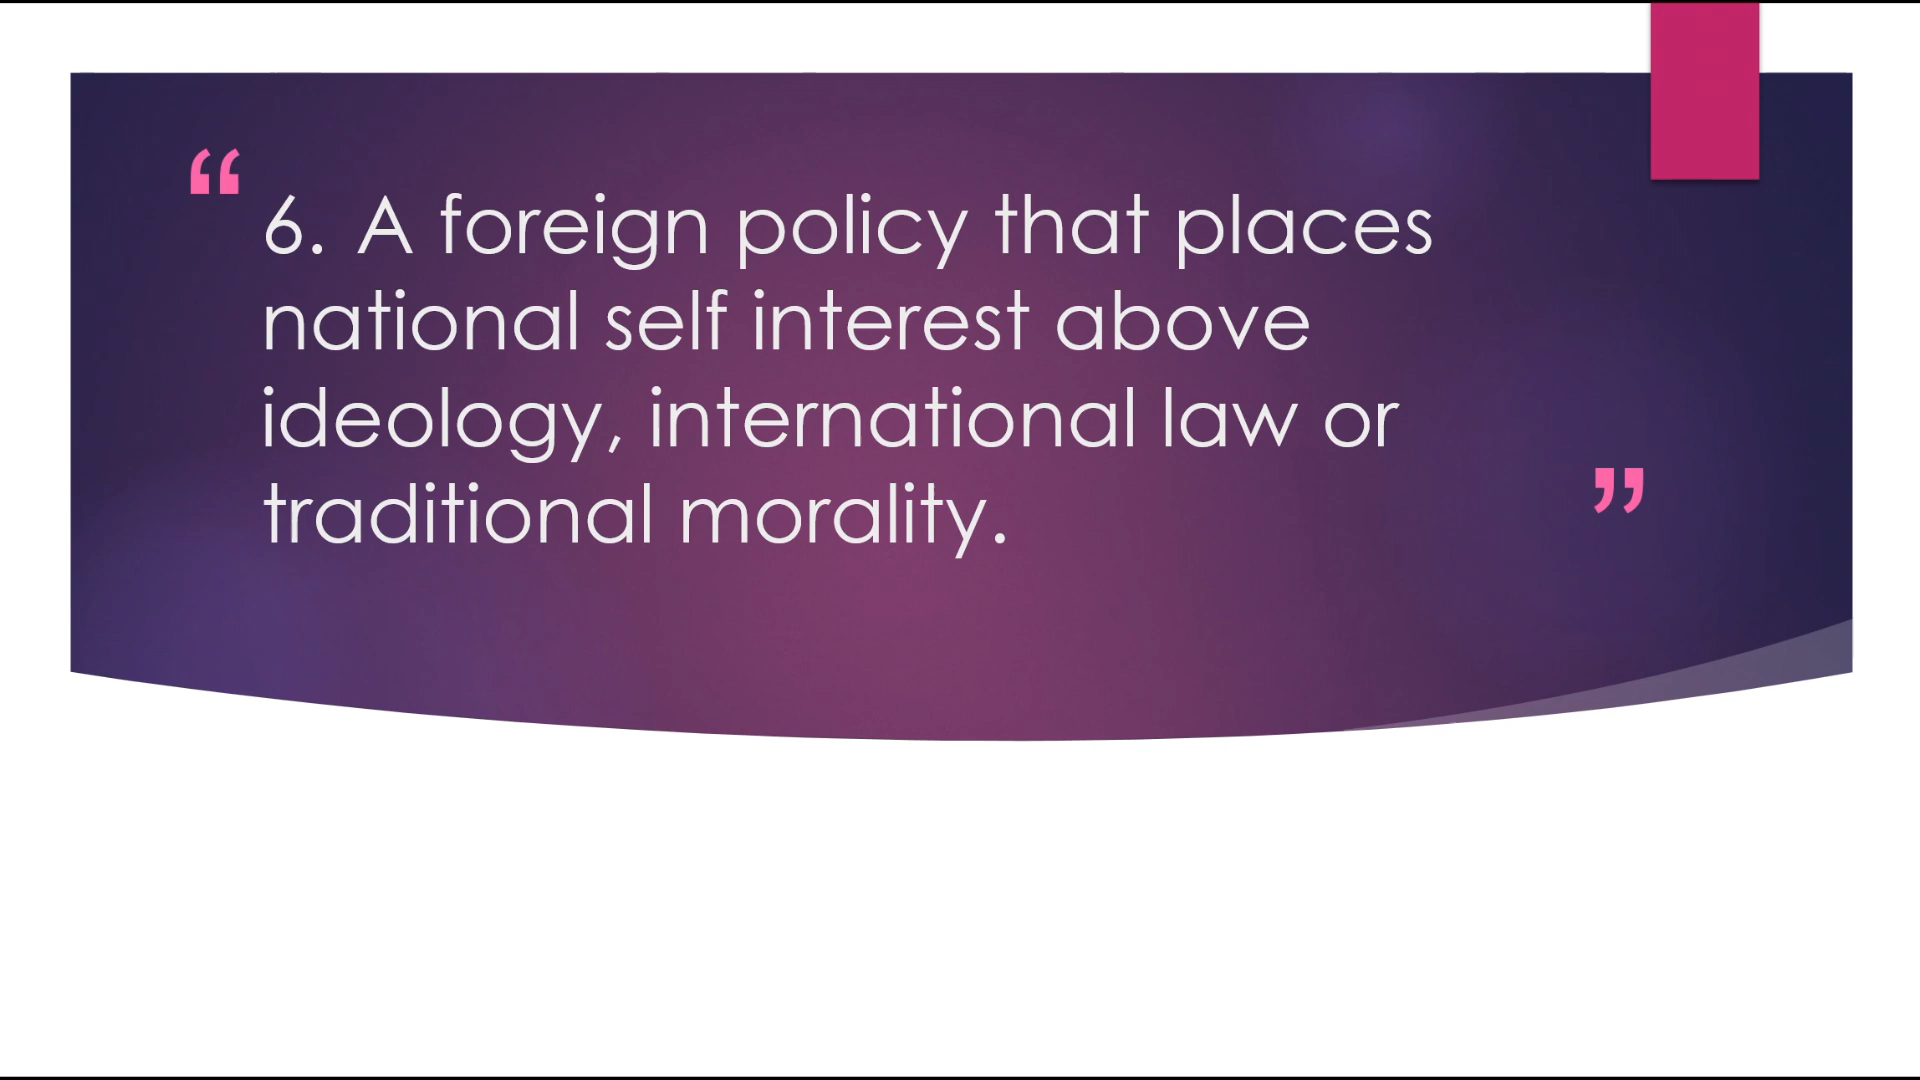 “ 6. A foreign policy that places
national self interest above
ideology, international law or
traditional morality. ”